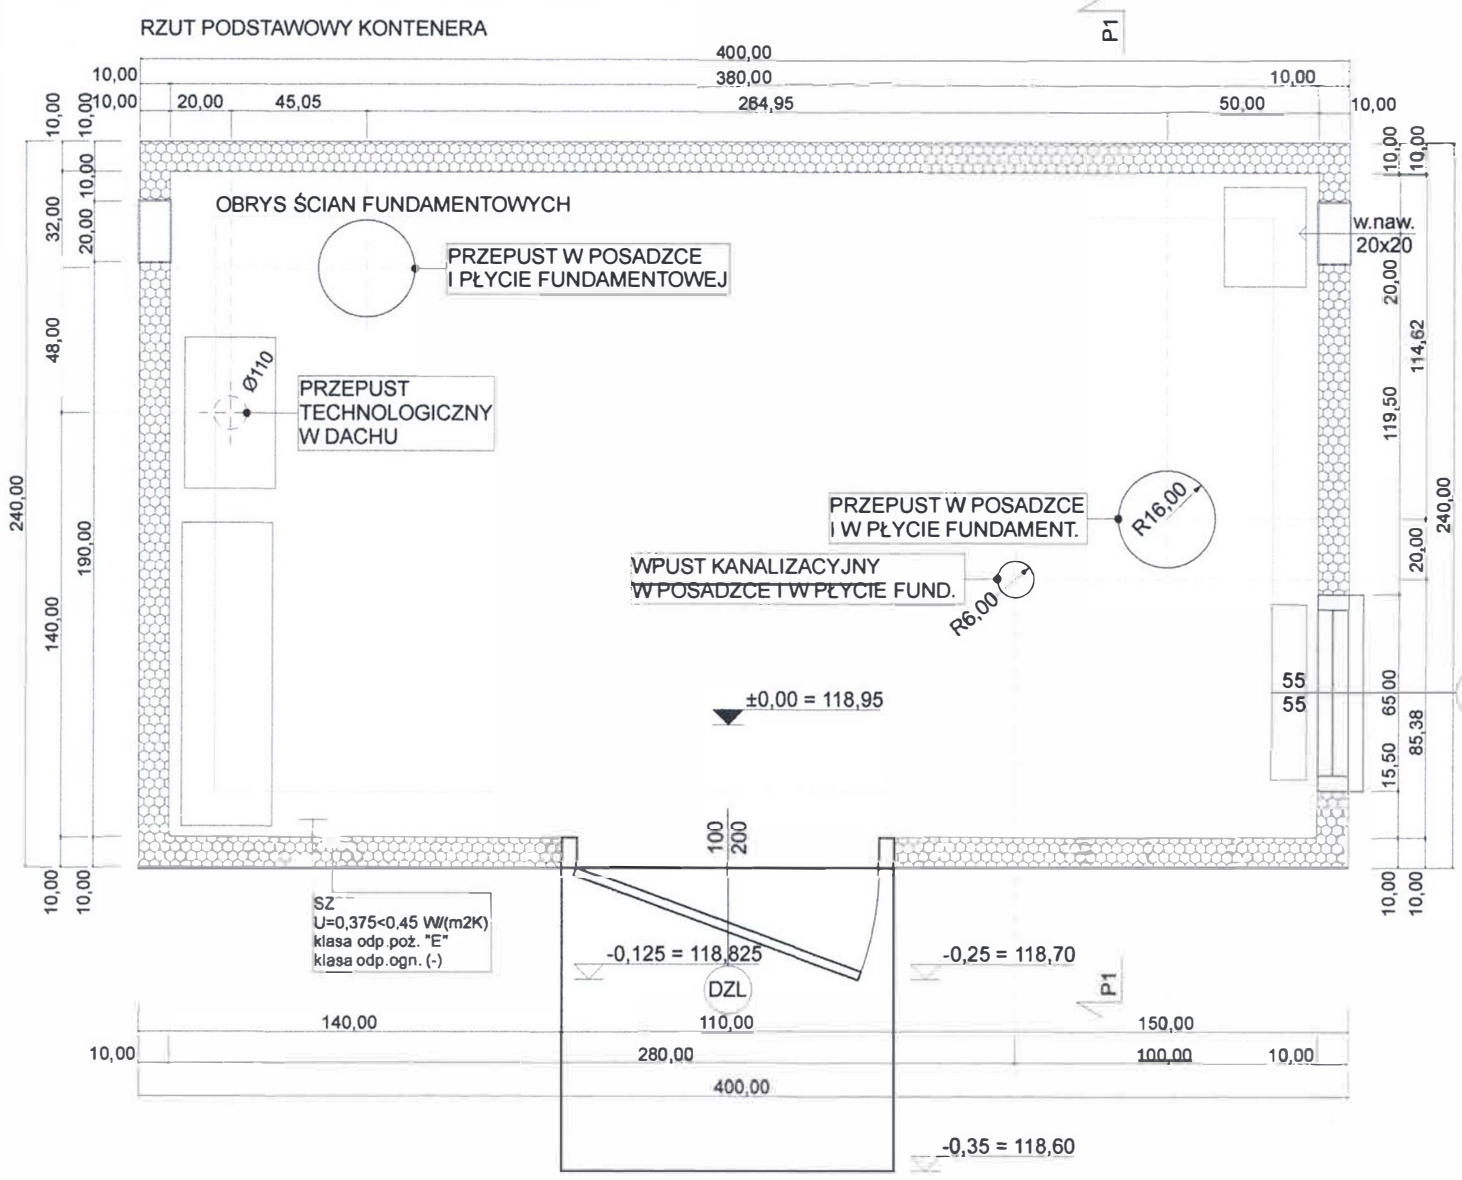 RZUT PODSTAWOWY KONTENERA
P1
400,00
10,00
380,00
10,00
10,00
20,00
45,05
264,95
50,00
10,00
10,00
10,00
10,00
10,00
10,00
32,00
20,00
48,00
240,00
190,00
140,00
10,00
10,00
OBRYS ŚCIAN FUNDAMENTOWYCH
PRZEPUST W POSADZCE
I PŁYCIE FUNDAMENTOWEJ
w.naw.
20x20
Ø110
PRZEPUST
TECHNOLOGICZNY
W DACHU
20,00
114,62
119,50
240,00
20,00
PRZEPUST W POSADZCE
I W PŁYCIE FUNDAMENT.
R16,00
WPUST KANALIZACYJNY
W POSADZCE I W PŁYCIE FUND.
R6,00
±0,00 = 118,95
55
55
65,00
85,38
15,50
100
200
10,00
10,00
SZ
U=0,375<0,45 W/(m2K)
klasa odp.poż. "E"
klasa odp.ogn. (-)
-0,125 = 118,825
-0,25 = 118,70
DZL
P1
140,00
110,00
150,00
10,00
280,00
100,00
10,00
400,00
-0,35 = 118,60